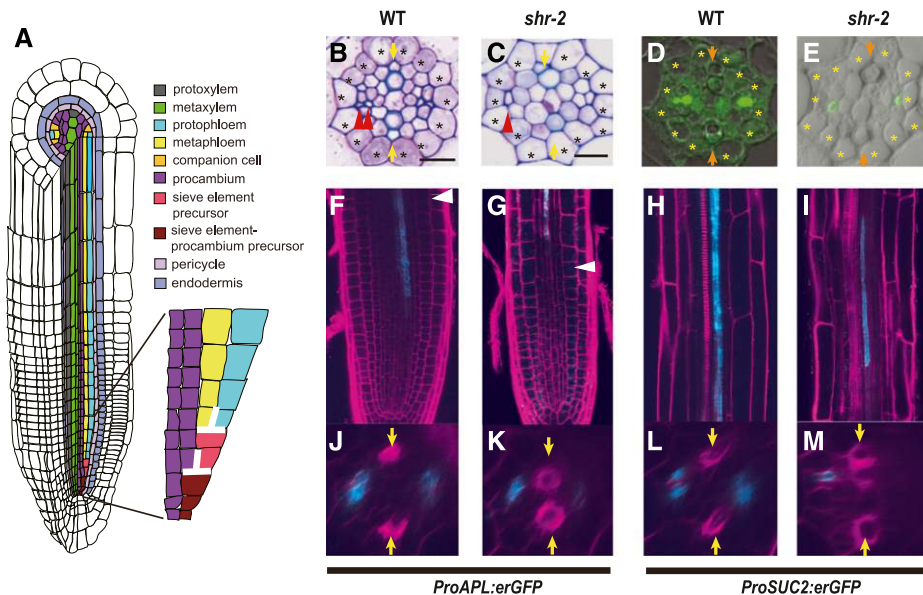 WT
shr-2
WT
shr-2
A
B
C
D
E
protoxylem
metaxylem
protophloem
metaphloem
companion cell
procambium
sieve element
precursor
sieve element-
procambium precursor
pericycle
endodermis
F
G
H
I
J
K
L
M
ProAPL:erGFP
ProSUC2:erGFP